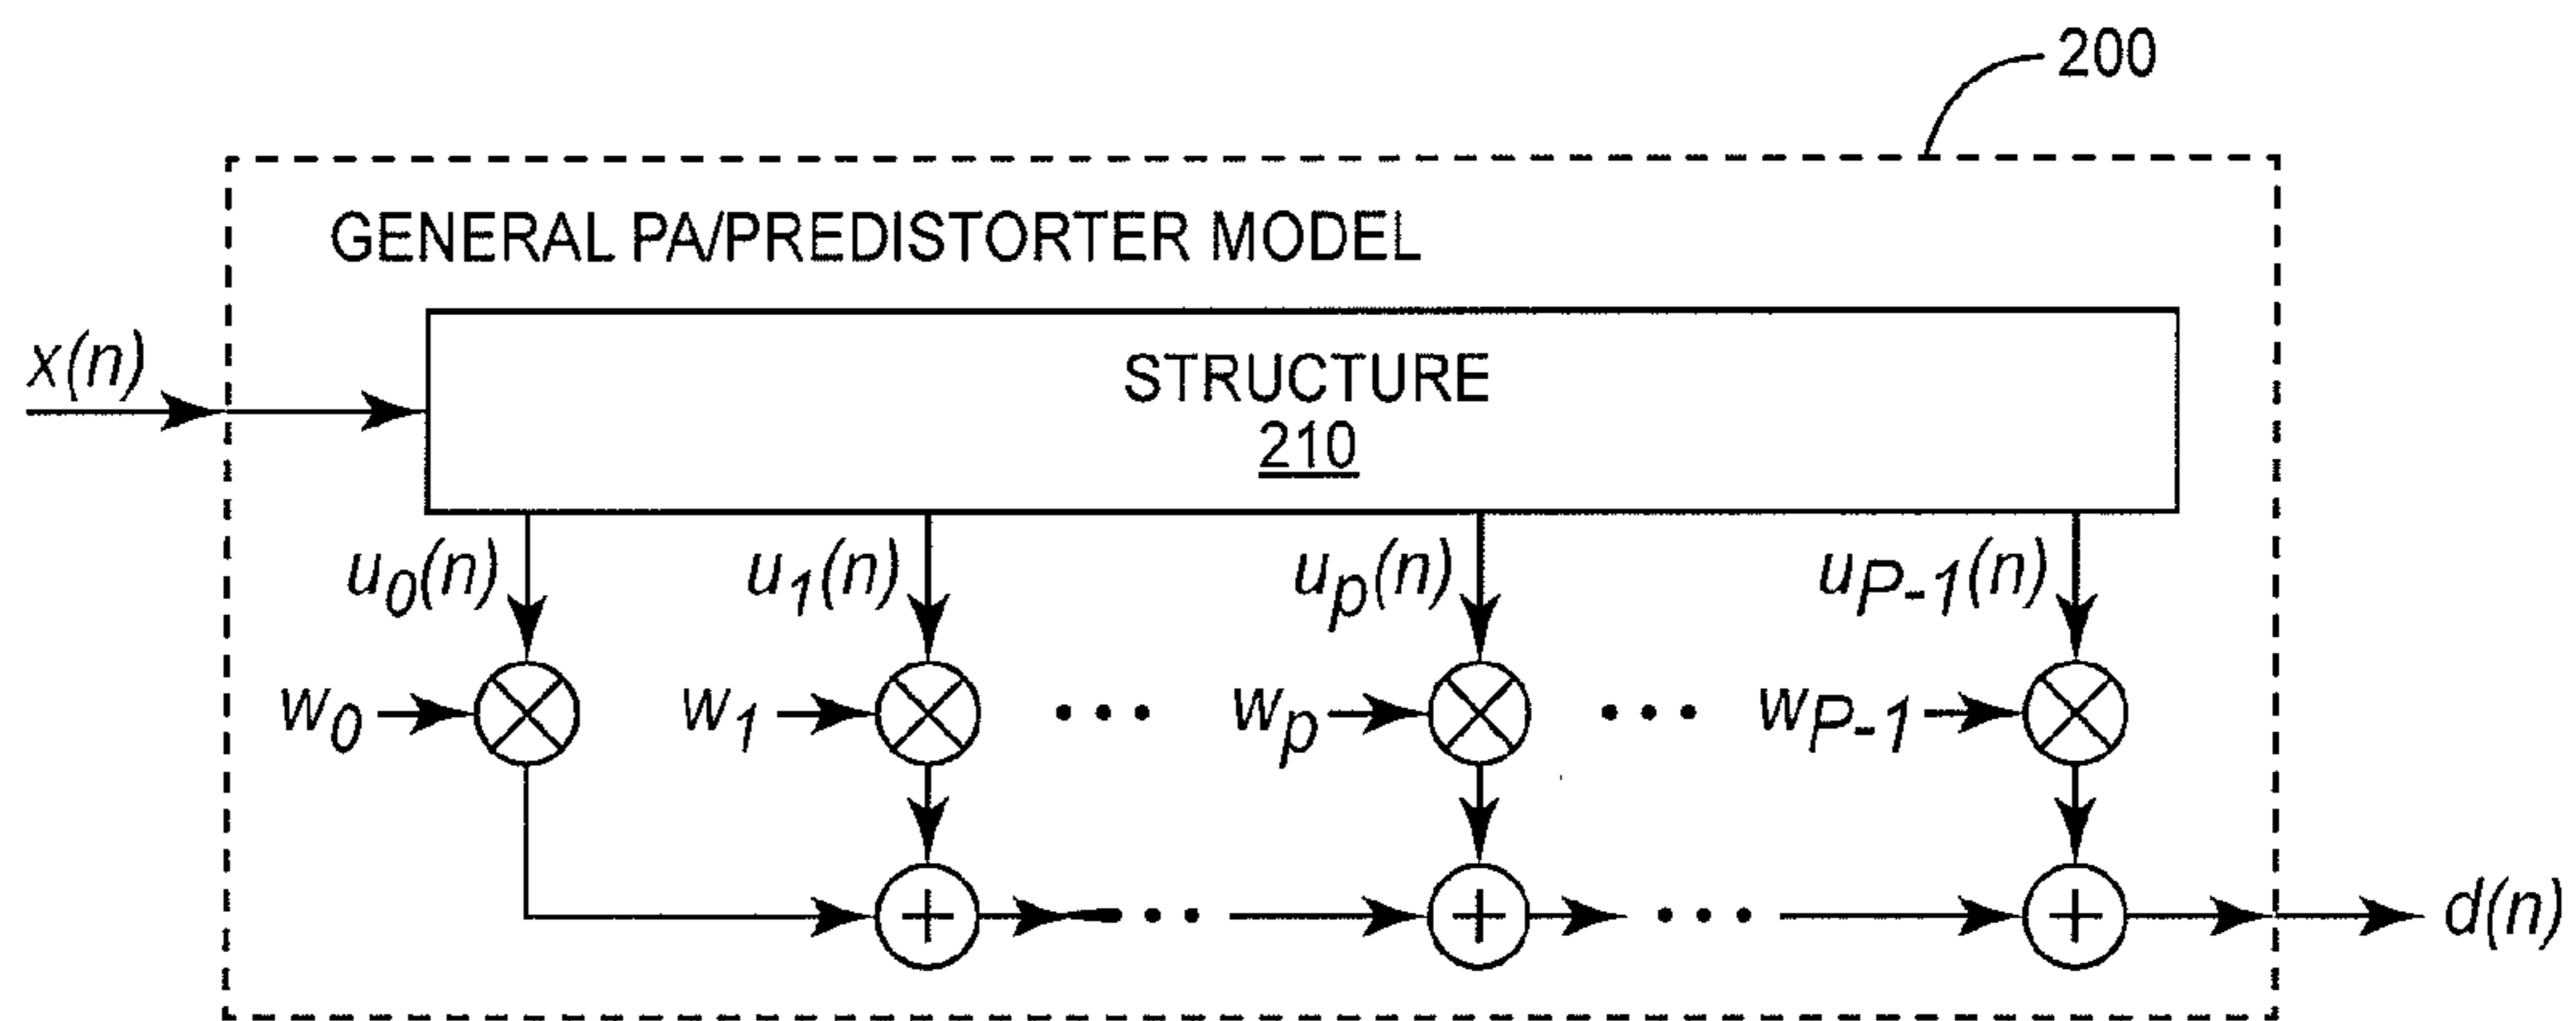 200
GENERAL PA/PREDISTORTER MODEL
x(n)
STRUCTURE
210
u0(n) u1(n) up(n) uP-1(n)
w0 w1 ••• wp ••• wP-1
••• ••• d(n)